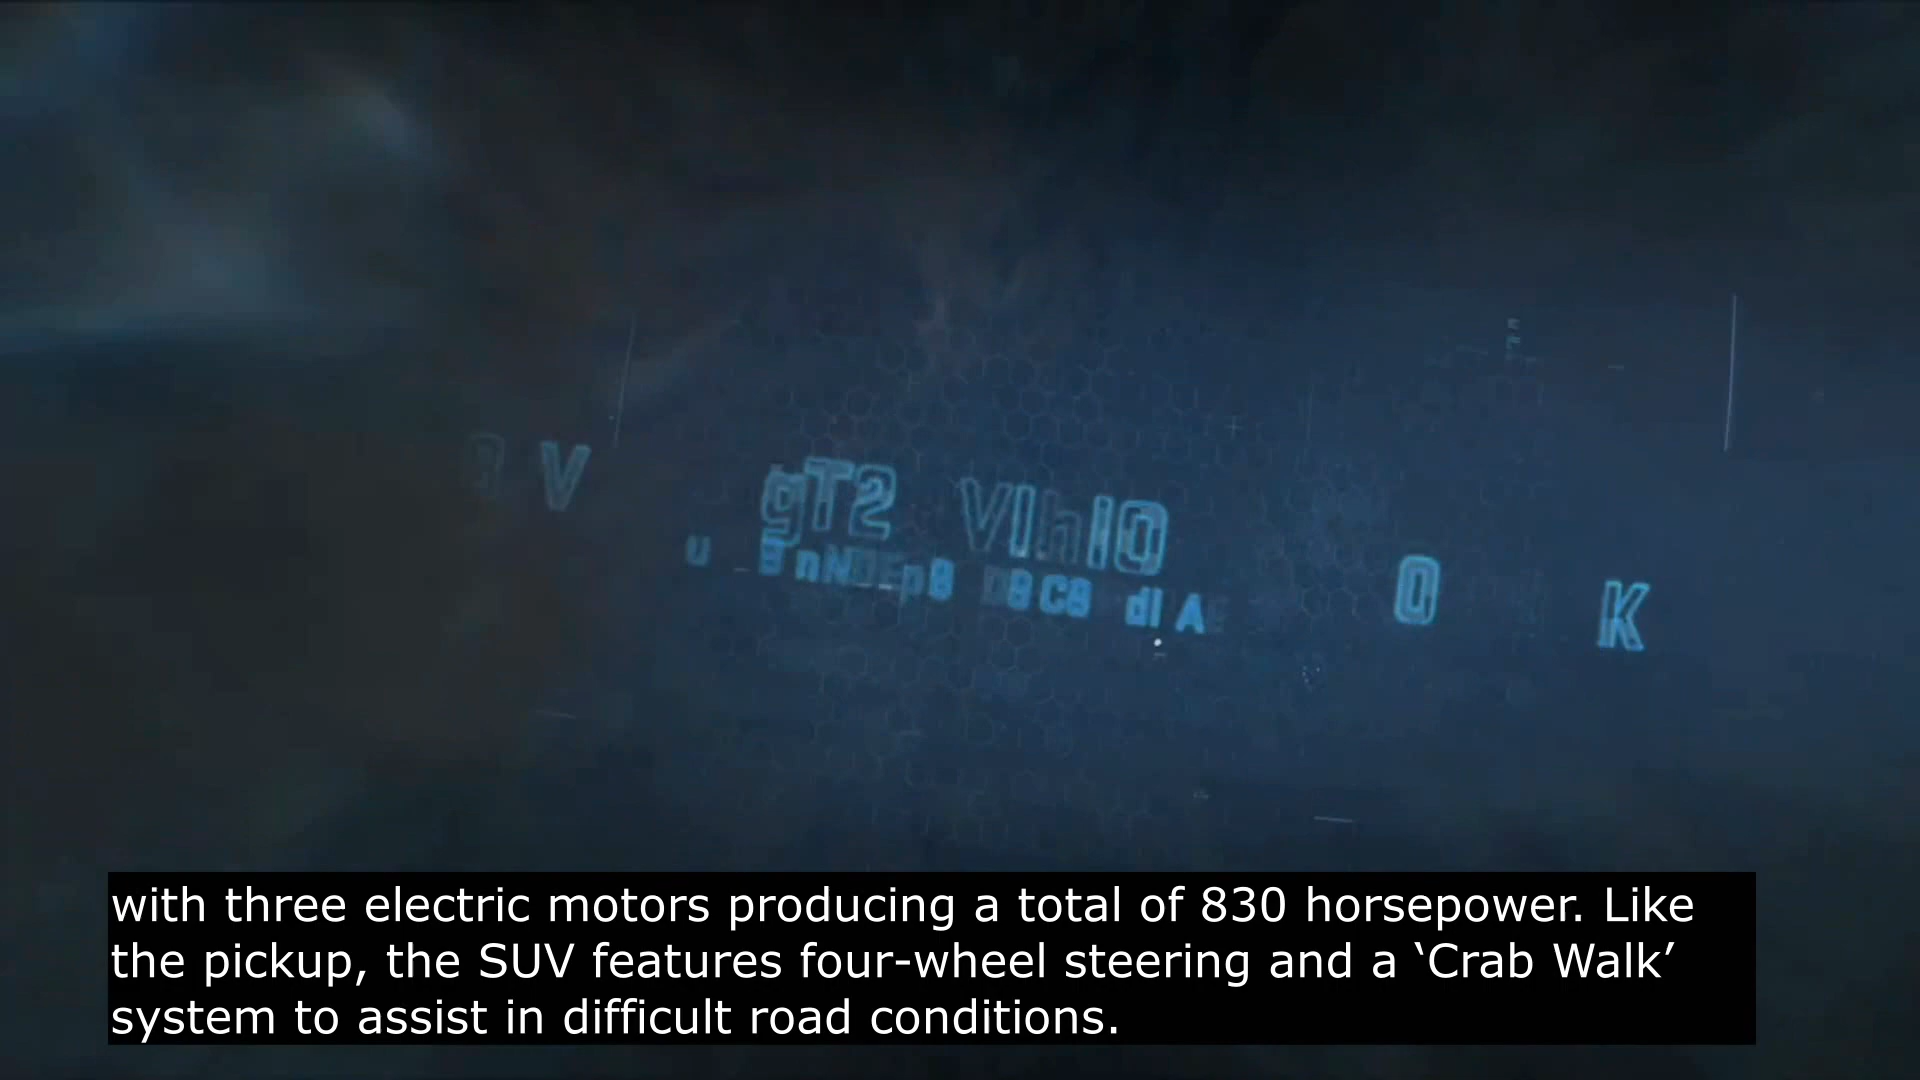 with three electric motors producing a total of 830 horsepower. Like
the pickup, the SUV features four-wheel steering and a ‘Crab Walk’
system to assist in difficult road conditions.